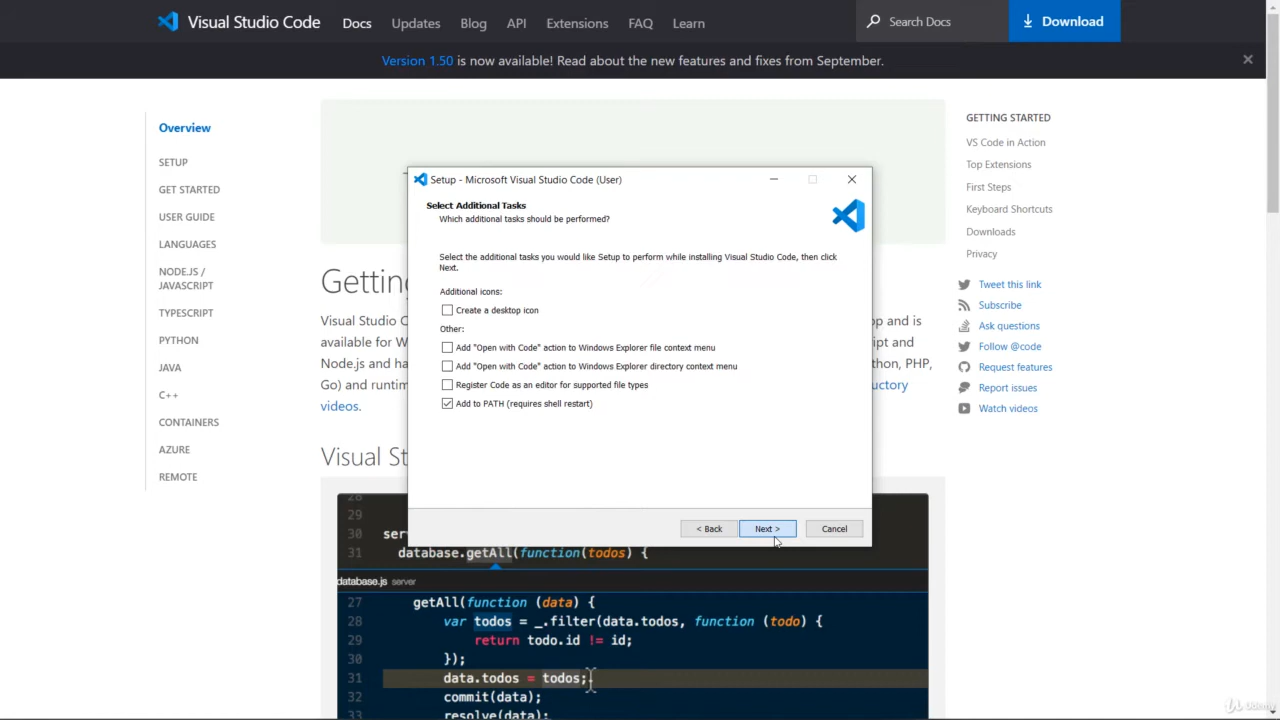 Visual Studio Code Docs Updates Blog API Extensions FAQ Learn Search Docs Download
Version 1.50 is now available! Read about the new features and fixes from September.
Overview
SETUP
GET STARTED
USER GUIDE
LANGUAGES
NODE.JS /
JAVASCRIPT
TYPESCRIPT
PYTHON
JAVA
C++
CONTAINERS
AZURE
REMOTE
Getting
Visual Studio C
available for W
Node.js and ha
Go) and runtim
videos.
op and is
ript and
thon, PHP,
uctory
Visual St
Setup - Microsoft Visual Studio Code (User)
Select Additional Tasks
Which additional tasks should be performed?
Select the additional tasks you would like Setup to perform while installing Visual Studio Code, then click
Next.
Additional icons:
Create a desktop icon
Other:
Add "Open with Code" action to Windows Explorer file context menu
Add "Open with Code" action to Windows Explorer directory context menu
Register Code as an editor for supported file types
Add to PATH (requires shell restart)
< Back Next > Cancel
28
29
30 serv
31 database.getAll(function(todos) {
database.js server
27 getAll(function (data) {
28 var todos = _.filter(data.todos, function (todo) {
29 return todo.id != id;
30 });
31 data.todos = todos;
32 commit(data);
33 resolve(data);
GETTING STARTED
VS Code in Action
Top Extensions
First Steps
Keyboard Shortcuts
Downloads
Privacy
Tweet this link
Subscribe
Ask questions
Follow @code
Request features
Report issues
Watch videos
Udemy